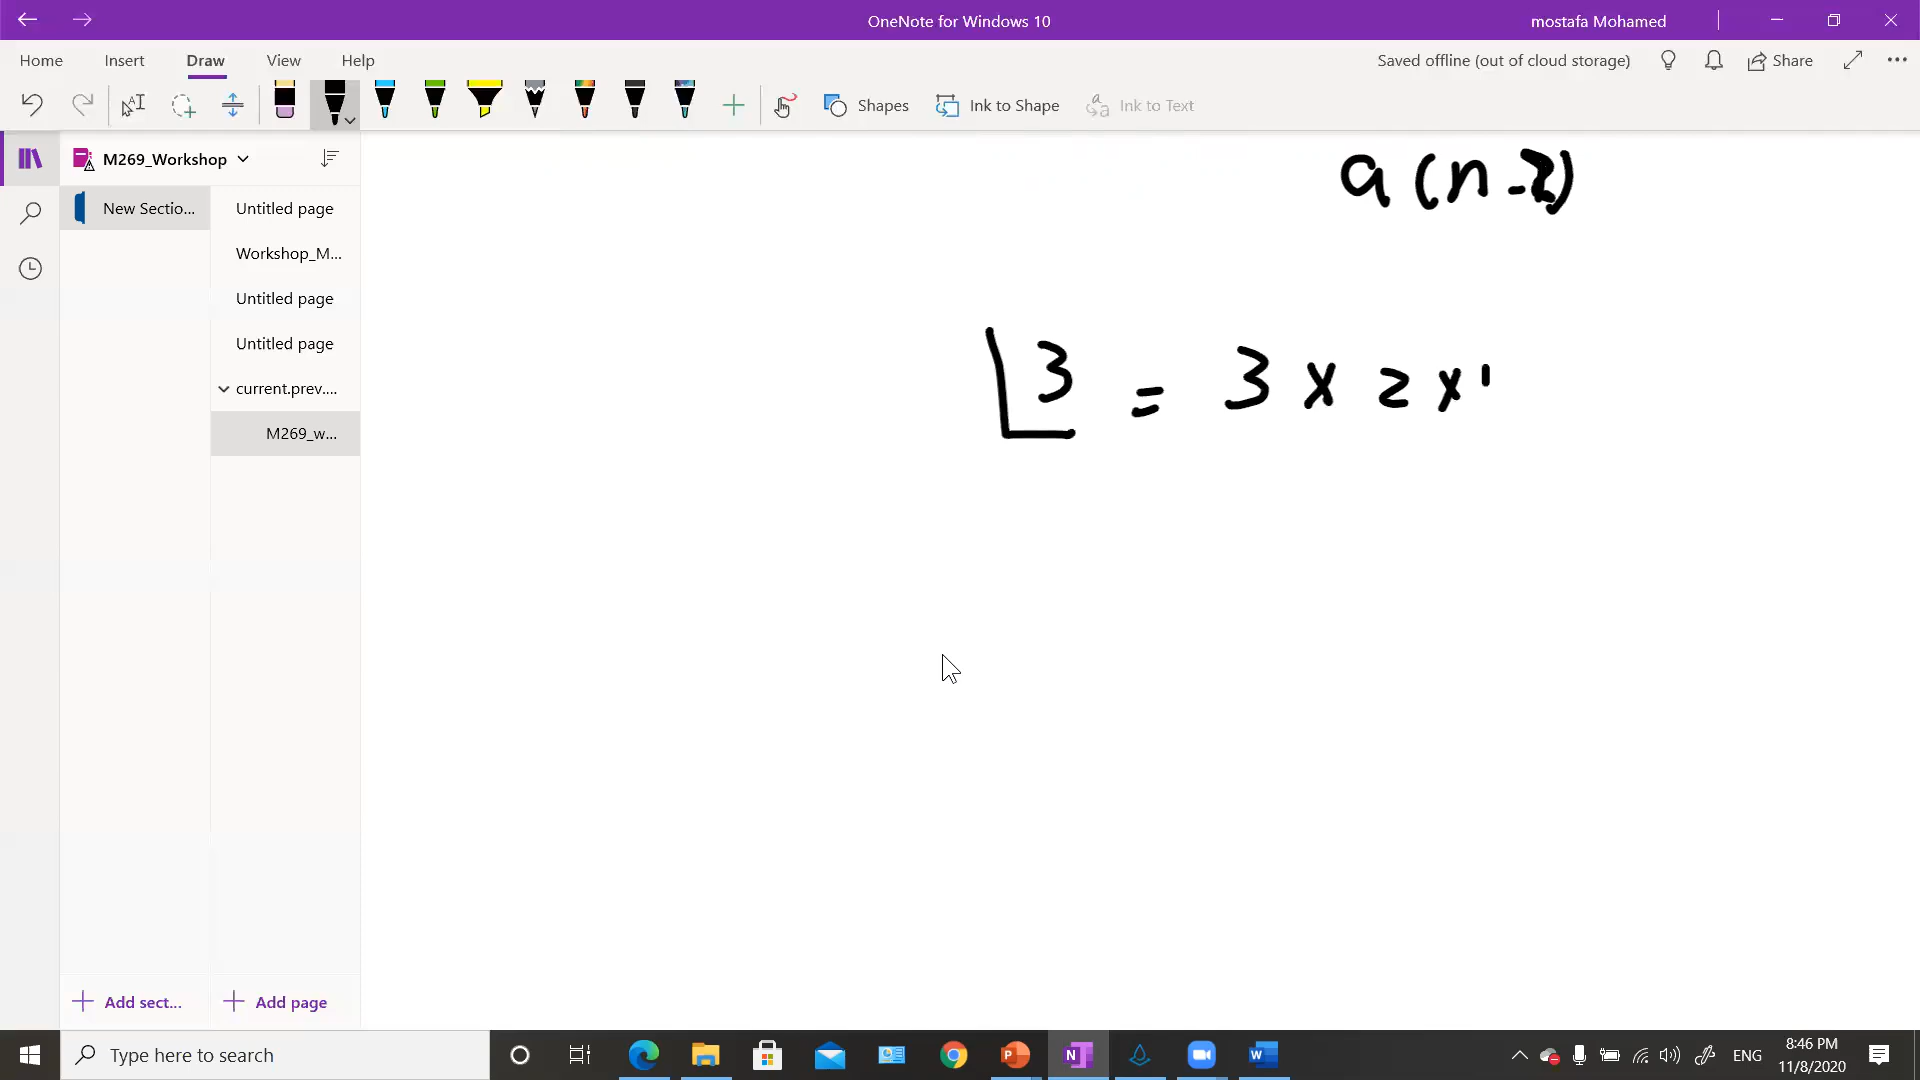 OneNote for Windows 10
mostafa Mohamed
Home Insert Draw View Help
Saved offline (out of cloud storage)
Share
Shapes
Ink to Shape
Ink to Text
M269_Workshop
New Sectio...
Untitled page
Workshop_M...
Untitled page
Untitled page
current.prev....
M269_w...
a (n-2)
3 = 3 x 2 x 1
Add sect...
Add page
Type here to search
ENG
8:46 PM
11/8/2020